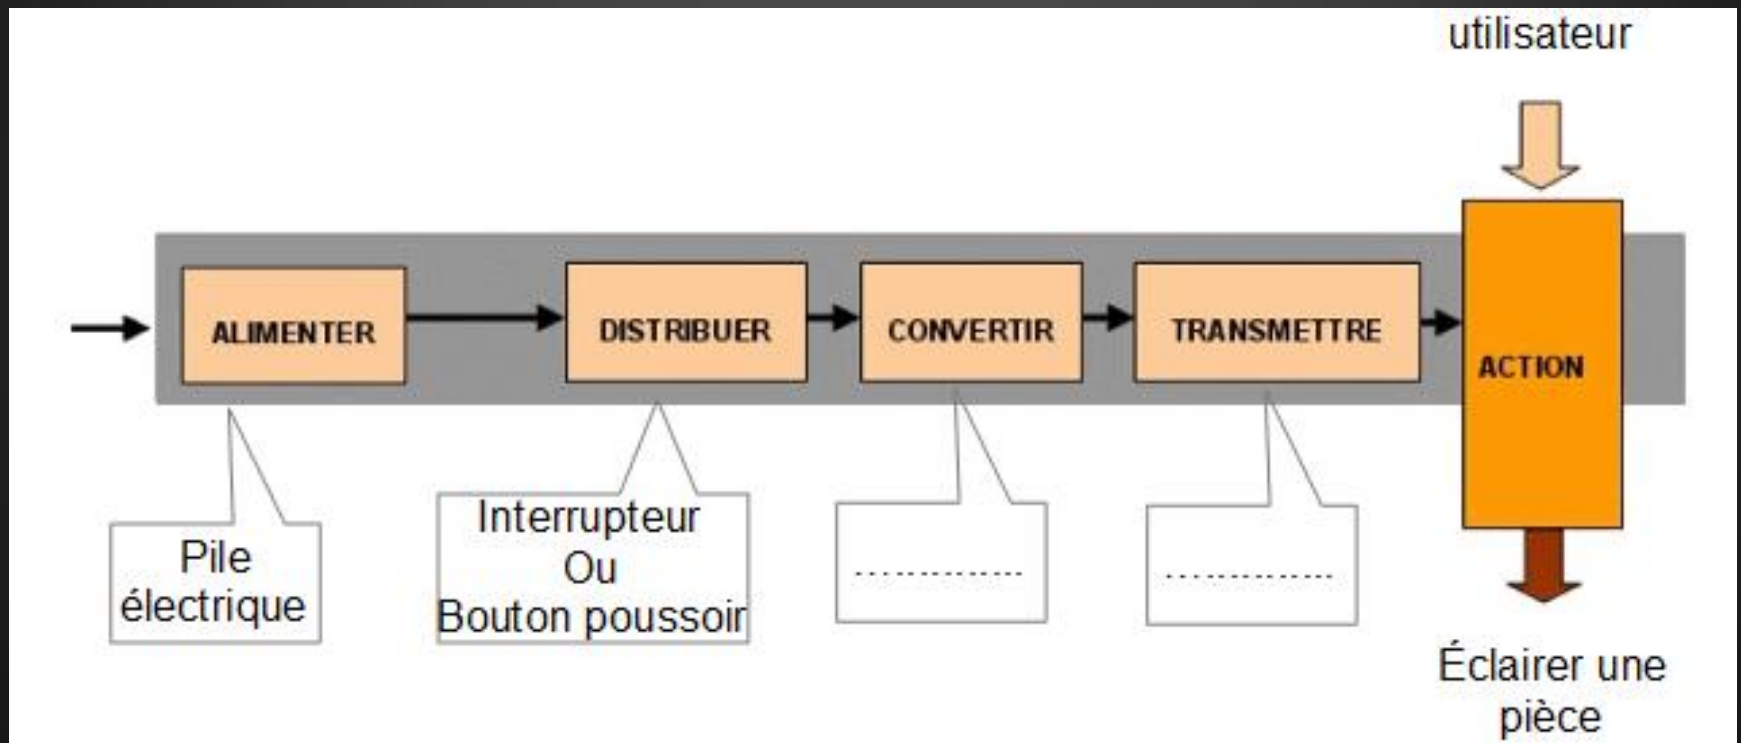 utilisateur
ALIMENTER
DISTRIBUER
CONVERTIR
TRANSMETTRE
ACTION
Pile
électrique
Interrupteur
Ou
Bouton poussoir
...................
...................
Éclairer une
pièce